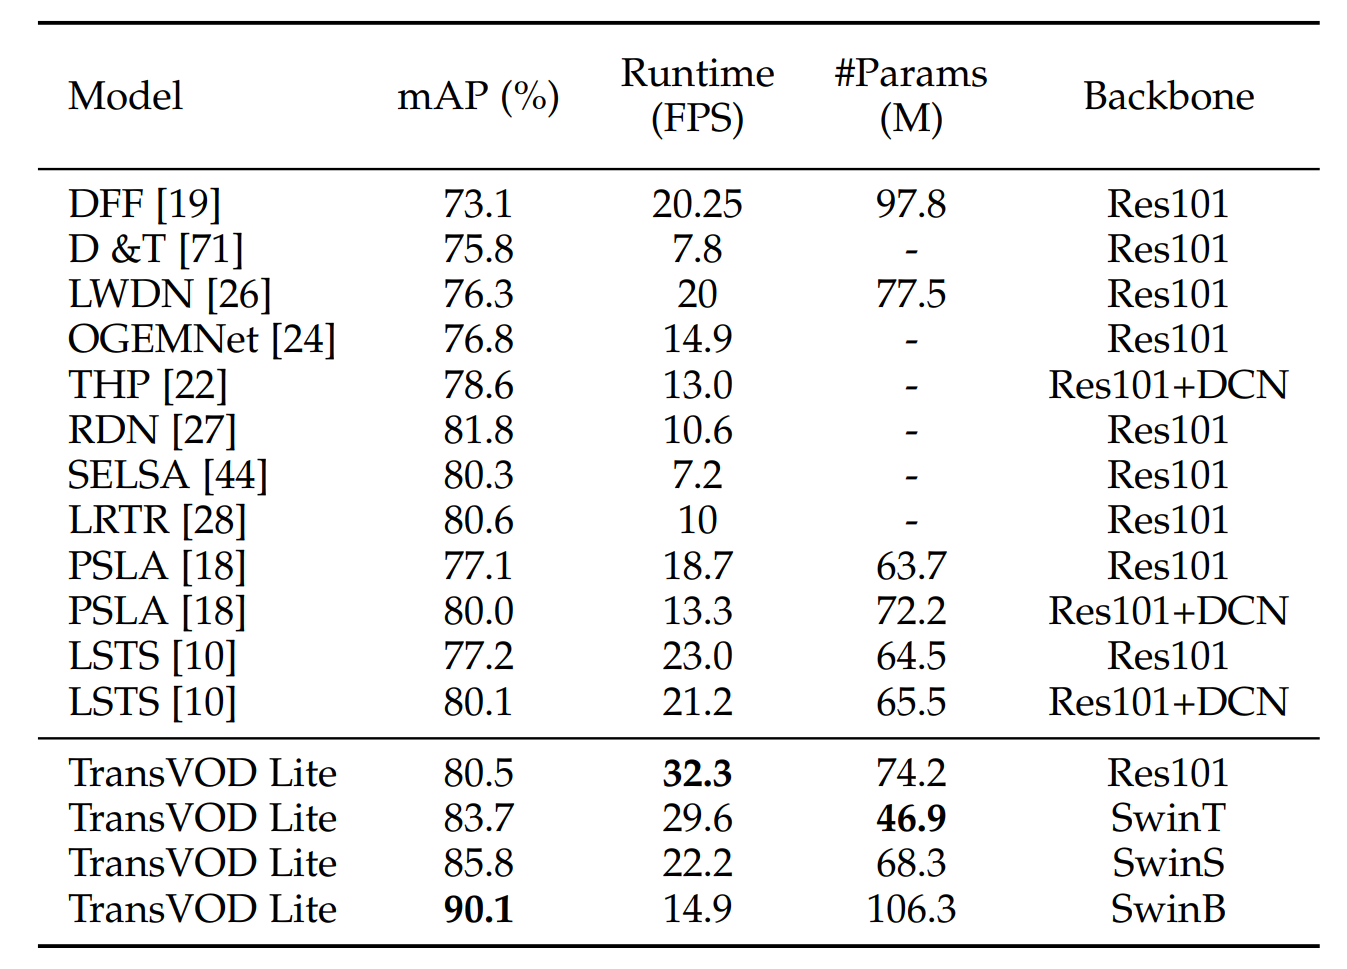 Model mAP (%) Runtime (FPS) #Params (M) Backbone
DFF [19] 73.1 20.25 97.8 Res101
D &T [71] 75.8 7.8 - Res101
LWDN [26] 76.3 20 77.5 Res101
OGEMNet [24] 76.8 14.9 - Res101
THP [22] 78.6 13.0 - Res101+DCN
RDN [27] 81.8 10.6 - Res101
SELSA [44] 80.3 7.2 - Res101
LRTR [28] 80.6 10 - Res101
PSLA [18] 77.1 18.7 63.7 Res101
PSLA [18] 80.0 13.3 72.2 Res101+DCN
LSTS [10] 77.2 23.0 64.5 Res101
LSTS [10] 80.1 21.2 65.5 Res101+DCN
TransVOD Lite 80.5 32.3 74.2 Res101
TransVOD Lite 83.7 29.6 46.9 SwinT
TransVOD Lite 85.8 22.2 68.3 SwinS
TransVOD Lite 90.1 14.9 106.3 SwinB